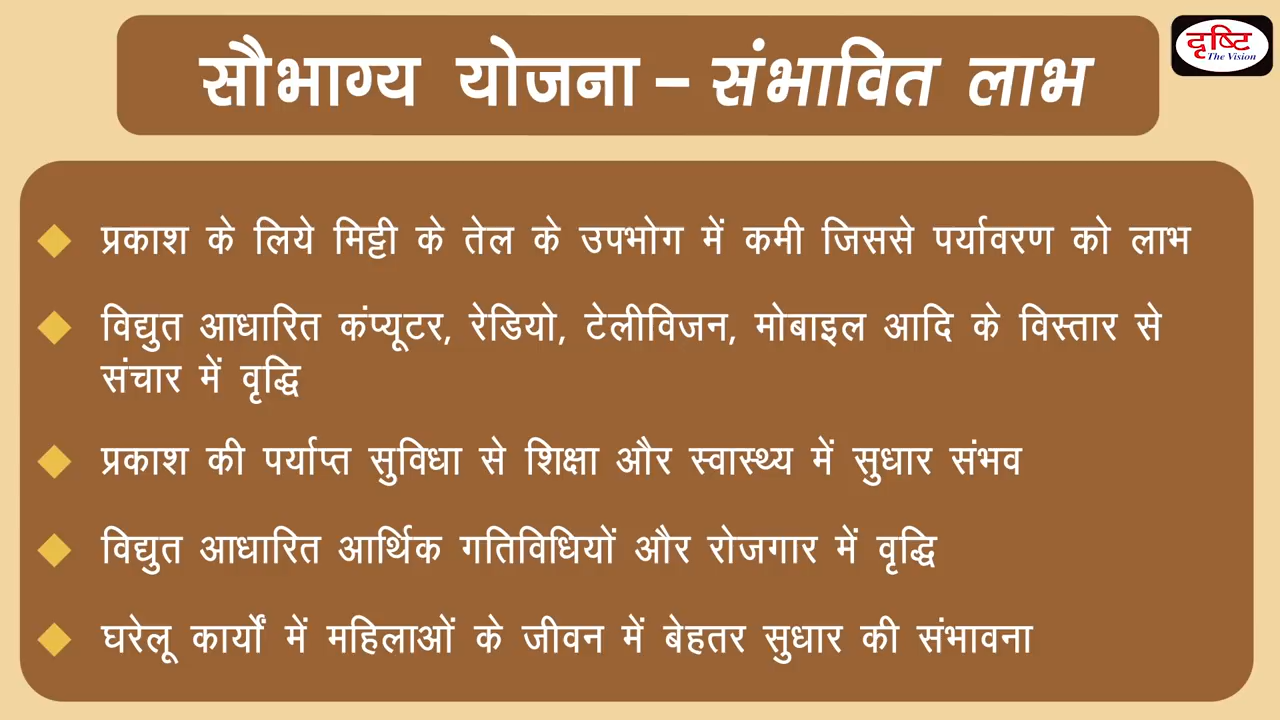 सौभाग्य योजना – संभावित लाभ
दृष्टि
The Vision
प्रकाश के लिये मिट्टी के तेल के उपभोग में कमी जिससे पर्यावरण को लाभ
विद्युत आधारित कंप्यूटर, रेडियो, टेलीविजन, मोबाइल आदि के विस्तार से
संचार में वृद्धि
प्रकाश की पर्याप्त सुविधा से शिक्षा और स्वास्थ्य में सुधार संभव
विद्युत आधारित आर्थिक गतिविधियों और रोजगार में वृद्धि
घरेलू कार्यों में महिलाओं के जीवन में बेहतर सुधार की संभावना